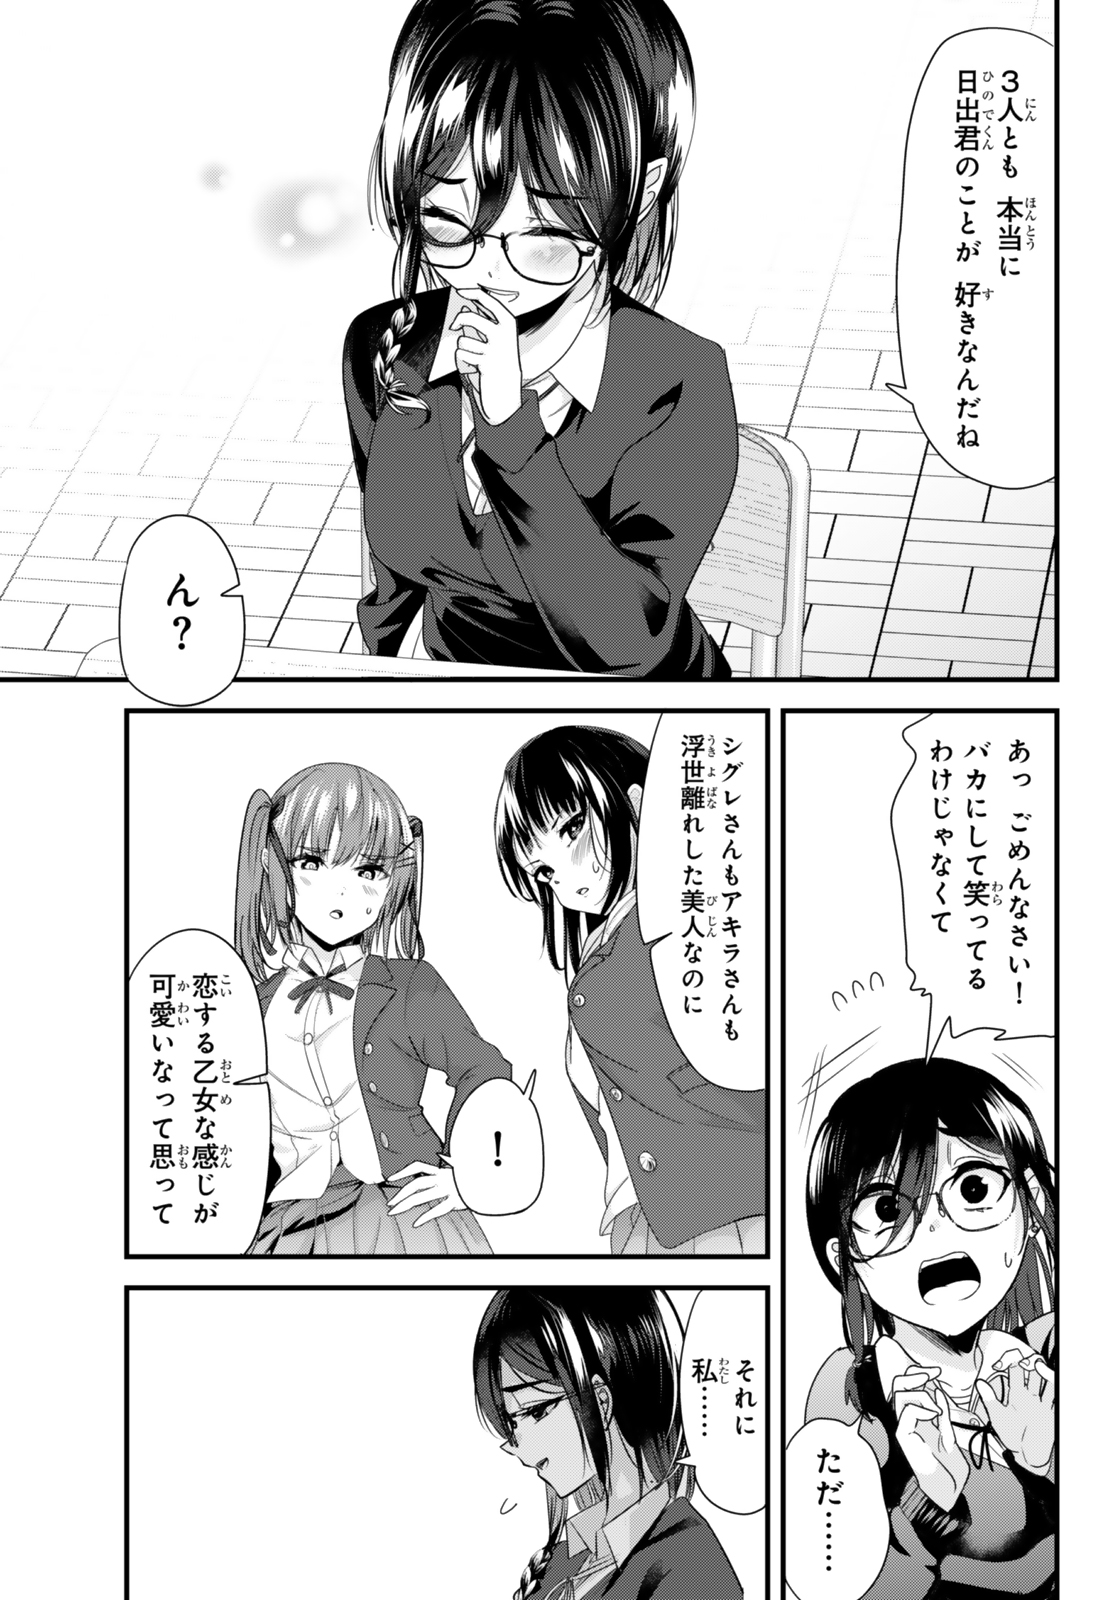 ３人とも 本当に
日出君のことが 好きなんだね
ん？
あっ ごめんなさい！
バカにして笑ってる
わけじゃなくて
ただ……
シグレさんもアキラさんも
浮世離れした美人なのに
！
恋する乙女な感じが
可愛いなって思って
それに
私……